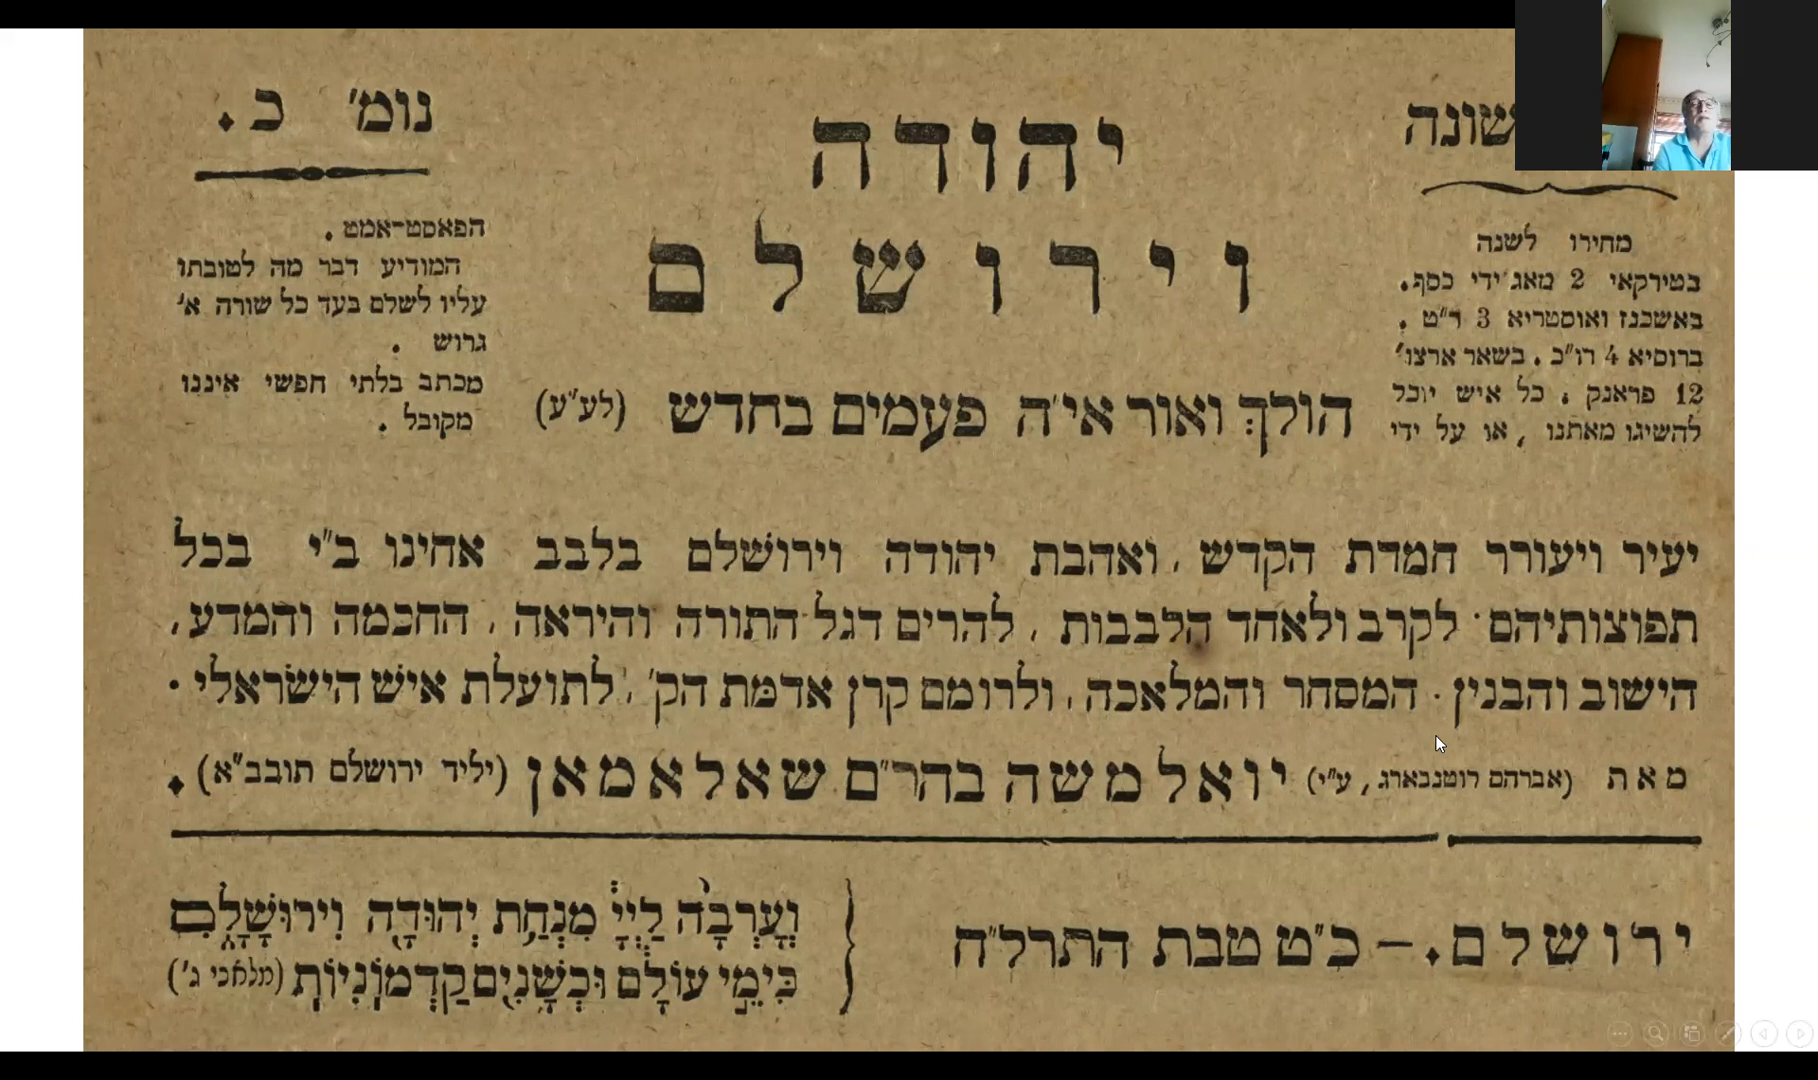 שונה
יהודה
נומ' כ.
וירושלם
מחירו לשנה
בטירקאי 2 מאג'ידי כסף.
באשכנז ואוסטריא 3 ר"ט.
ברוסיא 4 רו"כ. בשאר ארצו'
12 פראנק. כל איש יוכל
להשיגו מאתנו, או על ידי
הולך ואור אי"ה פעמים בחדש (לע"ע)
הפאסט-אמט.
המודיע דבר מה לטובתו
עליו לשלם בעד כל שורה א'
גרוש.
מכתב בלתי חפשי איננו
מקובל.
יעיר ויעורר חמדת הקדש, ואהבת יהודה וירושלם בלבב אחינו ב"י בכל
תפוצותיהם. לקרב ולאחד הלבבות, להרים דגל התורה והיראה, החכמה והמדע,
הישוב והבנין. המסחר והמלאכה, ולרומם קרן אדמת הק', לתועלת איש הישראלי.
מאת (אברהם רוטנבארג, ע"י) יואל משה בהר"ם שאלאמאן (יליד ירושלם תובב"א).
ירושלם. — כ"ט טבת התרל"ח
וְעָרְבָה לַיְיָ מִנְחַת יְהוּדָה וִירוּשָׁלָםִ
כִּימֵי עוֹלָם וּכְשָׁנִים קַדְמוֹנִיוֹת (מלאכי ג')